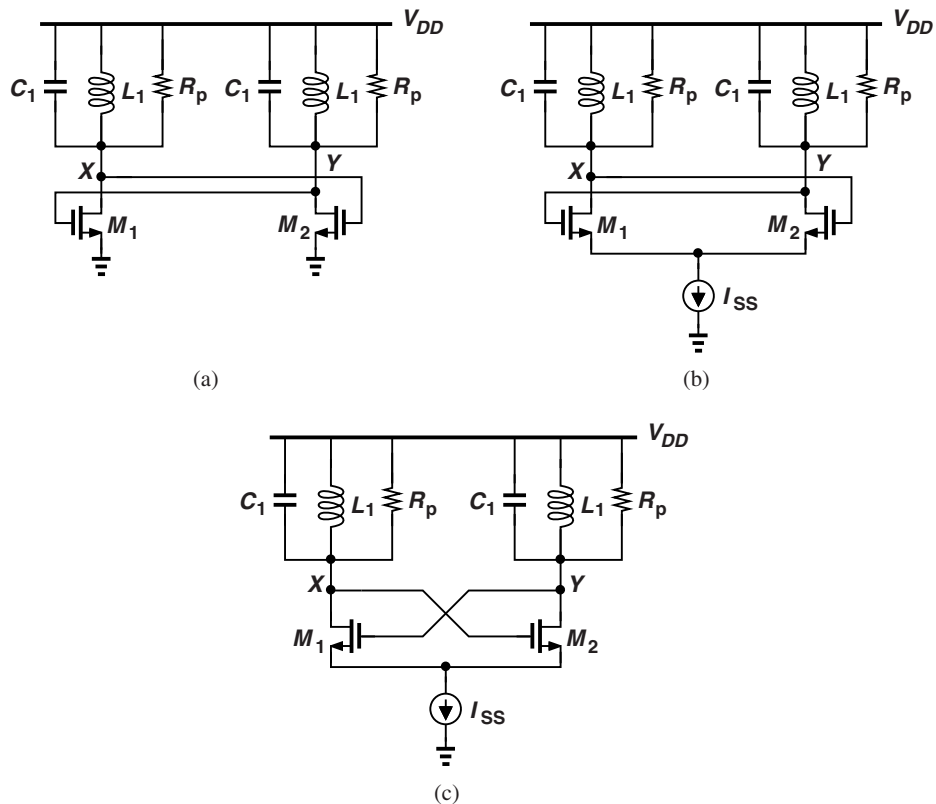 V_DD
V_DD
C_1 L_1 R_p C_1 L_1 R_p
C_1 L_1 R_p C_1 L_1 R_p
X Y
X Y
M_1 M_2
M_1 M_2
I_SS
(a)
(b)
V_DD
C_1 L_1 R_p C_1 L_1 R_p
X Y
M_1 M_2
I_SS
(c)